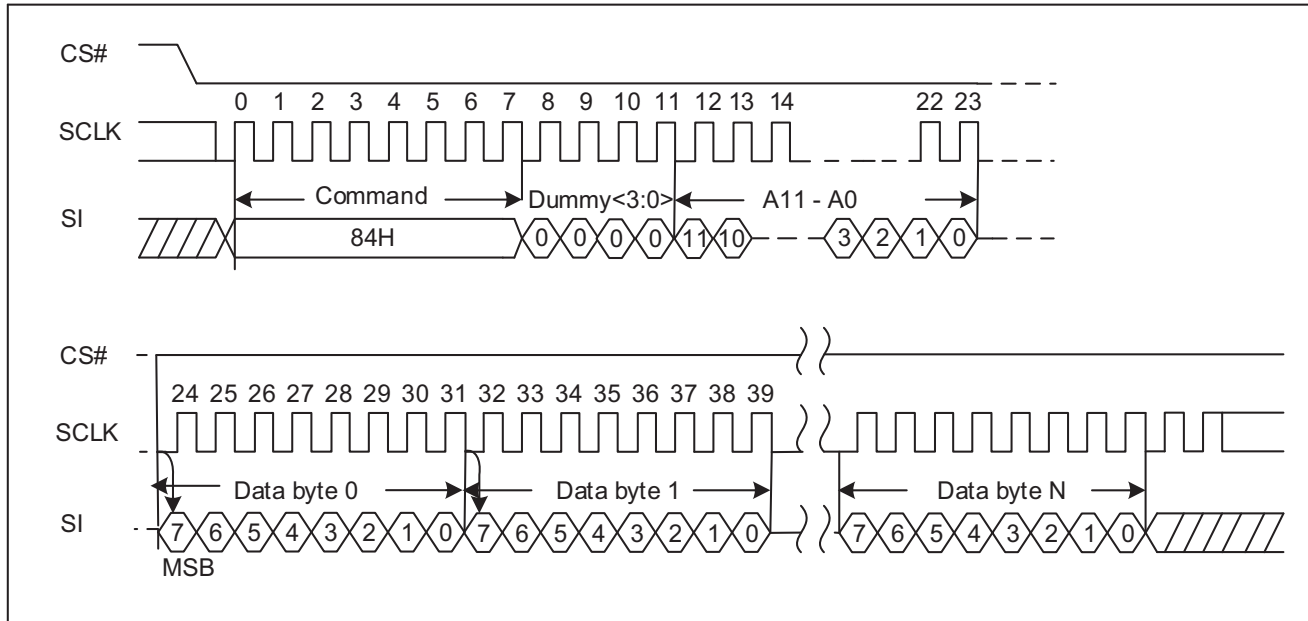 CS#
0 1 2 3 4 5 6 7 8 9 10 11 12 13 14 22 23
SCLK
Command Dummy<3:0> A11 - A0
SI
84H 0 0 0 0 11 10 3 2 1 0
CS#
24 25 26 27 28 29 30 31 32 33 34 35 36 37 38 39
SCLK
Data byte 0 Data byte 1 Data byte N
SI
7 6 5 4 3 2 1 0 7 6 5 4 3 2 1 0 7 6 5 4 3 2 1 0
MSB